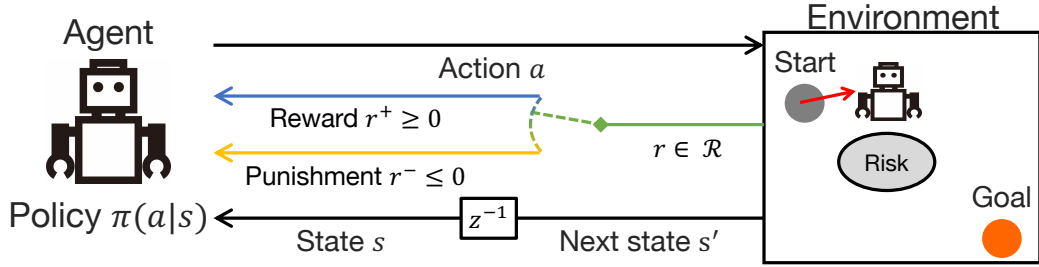 Agent
Environment
Action a
Start
Reward r⁺ ≥ 0
r ∈ ℛ
Risk
Punishment r⁻ ≤ 0
Goal
Policy π(a|s)
z⁻¹
State s
Next state s′